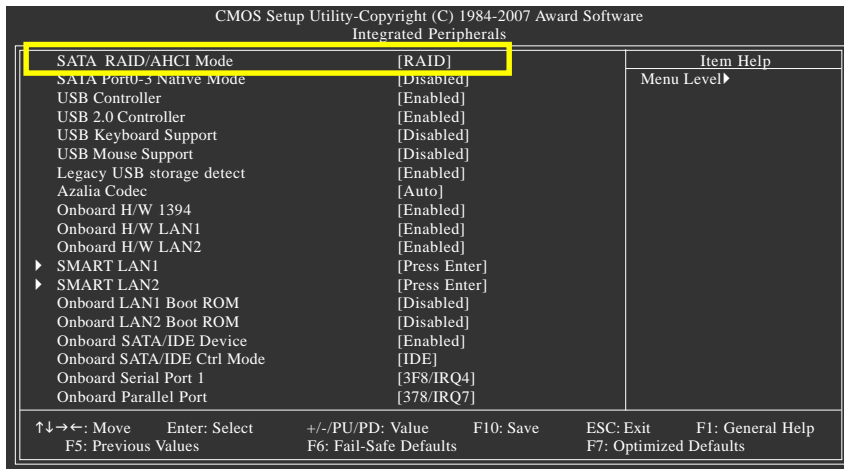 CMOS Setup Utility-Copyright (C) 1984-2007 Award Software
Integrated Peripherals
SATA RAID/AHCI Mode [RAID] Item Help
SATA Port0-3 Native Mode [Disabled] Menu Level▶
USB Controller [Enabled]
USB 2.0 Controller [Enabled]
USB Keyboard Support [Disabled]
USB Mouse Support [Disabled]
Legacy USB storage detect [Enabled]
Azalia Codec [Auto]
Onboard H/W 1394 [Enabled]
Onboard H/W LAN1 [Enabled]
Onboard H/W LAN2 [Enabled]
▶ SMART LAN1 [Press Enter]
▶ SMART LAN2 [Press Enter]
Onboard LAN1 Boot ROM [Disabled]
Onboard LAN2 Boot ROM [Disabled]
Onboard SATA/IDE Device [Enabled]
Onboard SATA/IDE Ctrl Mode [IDE]
Onboard Serial Port 1 [3F8/IRQ4]
Onboard Parallel Port [378/IRQ7]
↑↓→←: Move Enter: Select +/-/PU/PD: Value F10: Save ESC: Exit F1: General Help
F5: Previous Values F6: Fail-Safe Defaults F7: Optimized Defaults